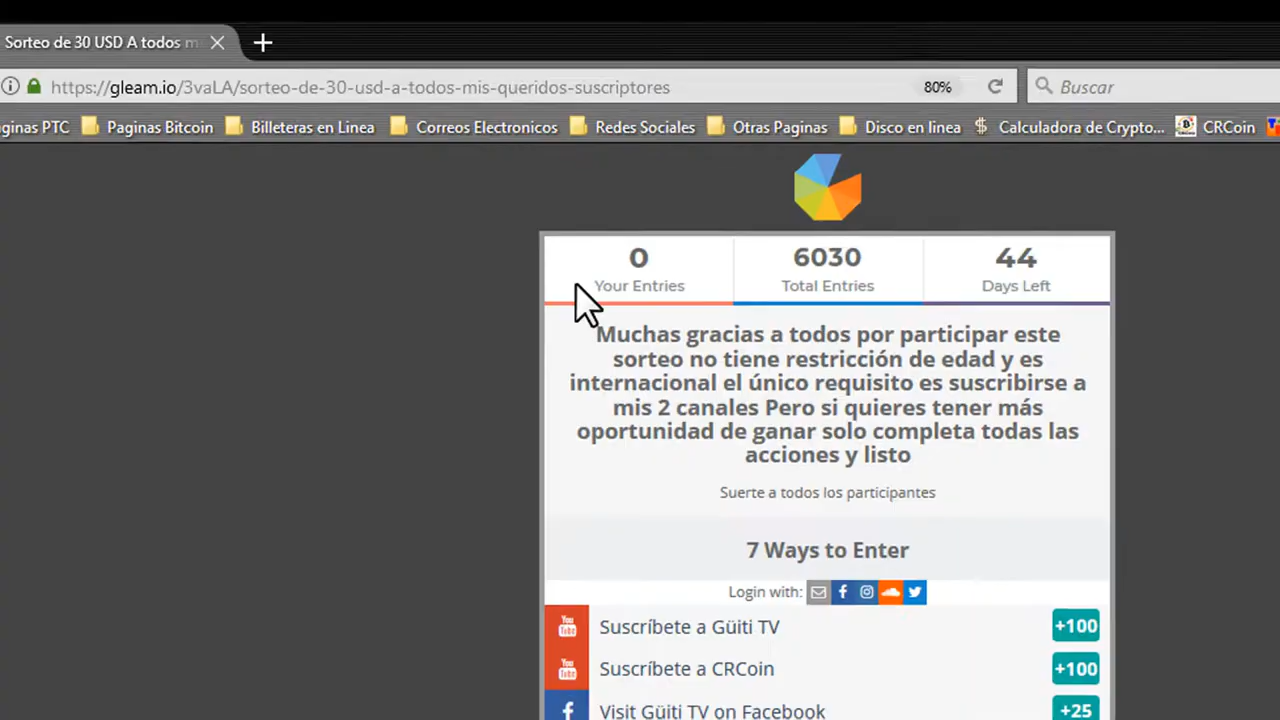 Sorteo de 30 USD A todos m
https://gleam.io/3vaLA/sorteo-de-30-usd-a-todos-mis-queridos-suscriptores
80%
Buscar
ginas PTC
Paginas Bitcoin
Billeteras en Linea
Correos Electronicos
Redes Sociales
Otras Paginas
Disco en linea
Calculadora de Crypto...
CRCoin
0
Your Entries
6030
Total Entries
44
Days Left
Muchas gracias a todos por participar este
sorteo no tiene restricción de edad y es
internacional el único requisito es suscribirse a
mis 2 canales Pero si quieres tener más
oportunidad de ganar solo completa todas las
acciones y listo
Suerte a todos los participantes
7 Ways to Enter
Login with:
You Tube Suscríbete a Güiti TV +100
You Tube Suscríbete a CRCoin +100
Visit Güiti TV on Facebook +25